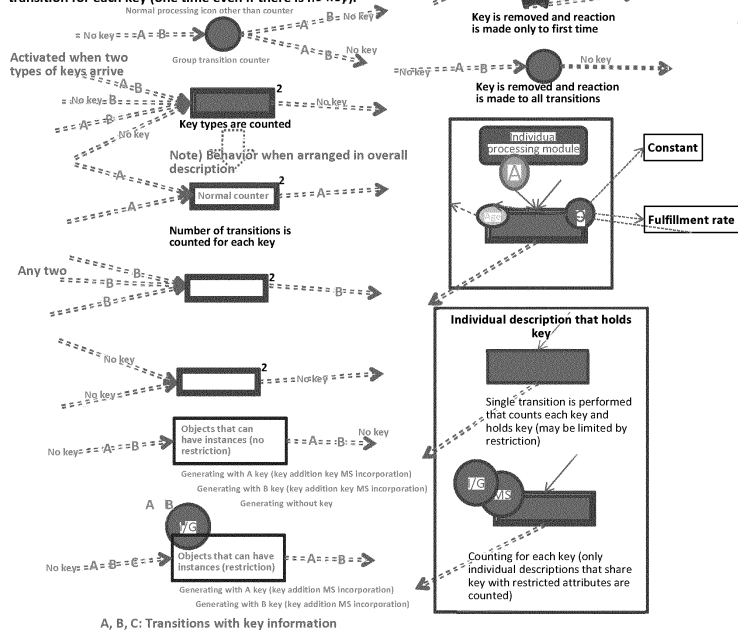 transition for each key (One time even if there is no key).
Normal processing icon other than counter
No key A B
A B No key
A B No key
Group transition counter
Activated when two
types of keys arrive
A B
No key B
A B
No key
2
No key
Key types are counted
Note) Behavior when arranged in overall
description
A
A
Normal counter
2
A
Number of transitions is
counted for each key
Any two
B
B
B
2
B
No key
No key
2
No key
No key A B
Objects that can
have instances (no
restriction)
A B No key
Generating with A key (key addition key MS incorporation)
Generating with B key (key addition key MS incorporation)
Generating without key
A B
I/G
No key A B C
Objects that can have
instances (restriction)
A B
Generating with A key (key addition MS incorporation)
Generating with B key (key addition MS incorporation)
A, B, C: Transitions with key information
Key is removed and reaction
is made only to first time
No key A B
No key
Key is removed and reaction
is made to all transitions
Individual
processing module
A
Age
Constant
Fulfillment rate
Individual description that holds
key
Single transition is performed
that counts each key and
holds key (may be limited by
restriction)
I/G
MS
Counting for each key (only
individual descriptions that share
key with restricted attributes are
counted)